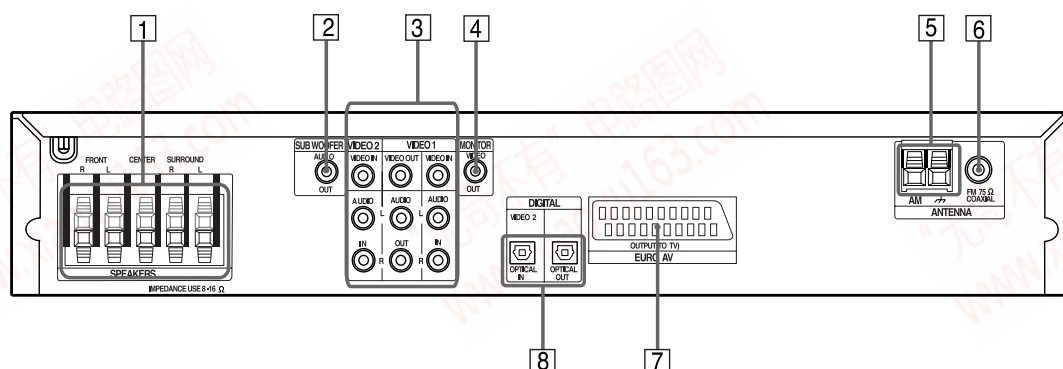 1 2 3 4 5 6
SUB WOOFER VIDEO 2 VIDEO 1 MONITOR
AUDIO VIDEO IN VIDEO OUT VIDEO IN VIDEO
OUT OUT
FRONT CENTER SURROUND
R L R L
AUDIO AUDIO AUDIO
L L
IN OUT IN
R R
SPEAKERS
IMPEDANCE USE 8•16 Ω
DIGITAL
VIDEO 2
OPTICAL IN OPTICAL OUT
(OUTPUT TO TV)
EURO AV
AM FM 75 Ω COAXIAL
ANTENNA
8 7